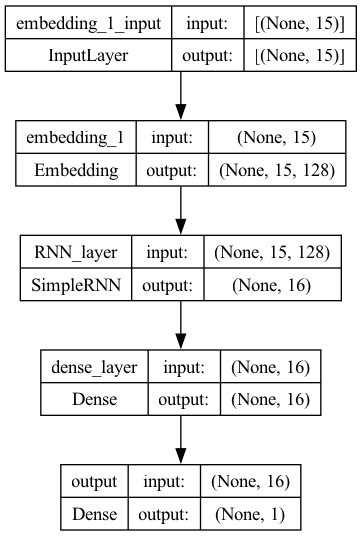 embedding_1_input input: [(None, 15)]
InputLayer output: [(None, 15)]
embedding_1 input: (None, 15)
Embedding output: (None, 15, 128)
RNN_layer input: (None, 15, 128)
SimpleRNN output: (None, 16)
dense_layer input: (None, 16)
Dense output: (None, 16)
output input: (None, 16)
Dense output: (None, 1)